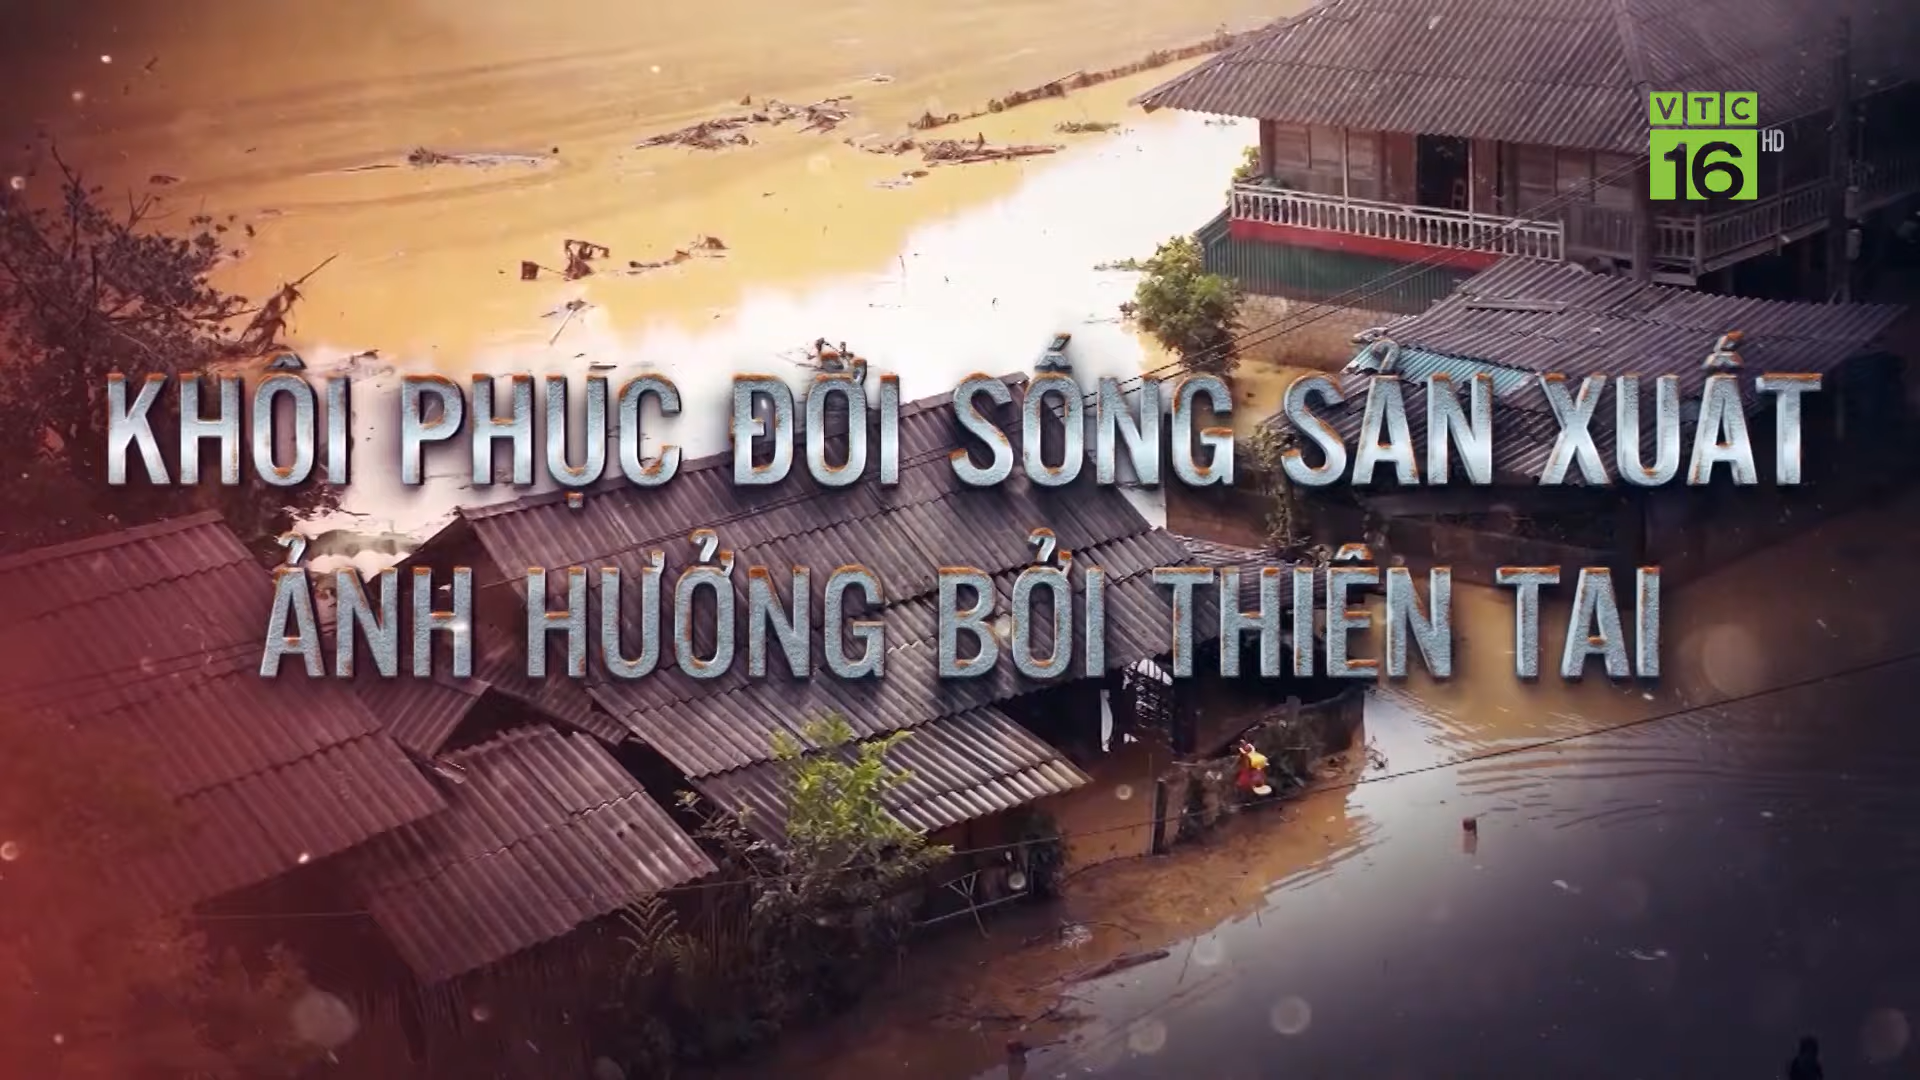 VTC
16 HD
KHÔI PHỤC ĐỜI SỐNG SẢN XUẤT
ẢNH HƯỞNG BỞI THIÊN TAI